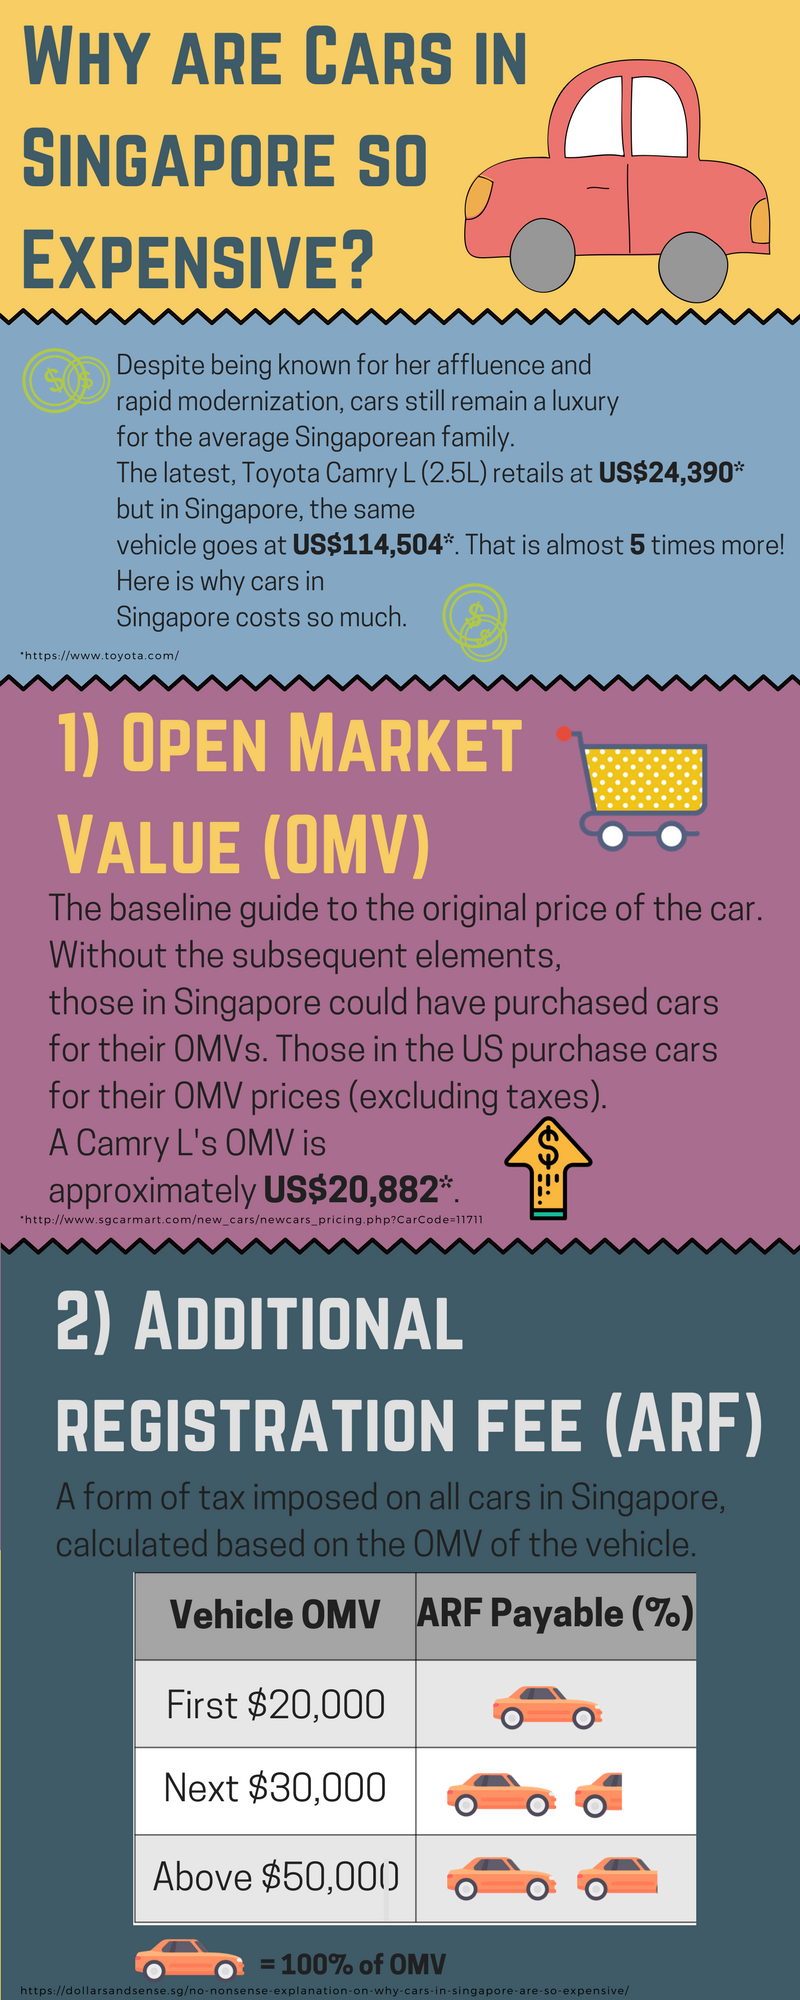 WHY ARE CARS IN
SINGAPORE SO
EXPENSIVE?
Despite being known for her affluence and
rapid modernization, cars still remain a luxury
for the average Singaporean family.
The latest, Toyota Camry L (2.5L) retails at US$24,390*
but in Singapore, the same
vehicle goes at US$114,504*. That is almost 5 times more!
Here is why cars in
Singapore costs so much.
*https://www.toyota.com/
1) OPEN MARKET
VALUE (OMV)
The baseline guide to the original price of the car.
Without the subsequent elements,
those in Singapore could have purchased cars
for their OMVs. Those in the US purchase cars
for their OMV prices (excluding taxes).
A Camry L's OMV is
approximately US$20,882*.
*http://www.sgcarmart.com/new_cars/newcars_pricing.php?CarCode=11711
2) ADDITIONAL
REGISTRATION FEE (ARF)
A form of tax imposed on all cars in Singapore,
calculated based on the OMV of the vehicle.
Vehicle OMV ARF Payable (%)
First $20,000
Next $30,000
Above $50,000
= 100% of OMV
https://dollarsandsense.sg/no-nonsense-explanation-on-why-cars-in-singapore-are-so-expensive/